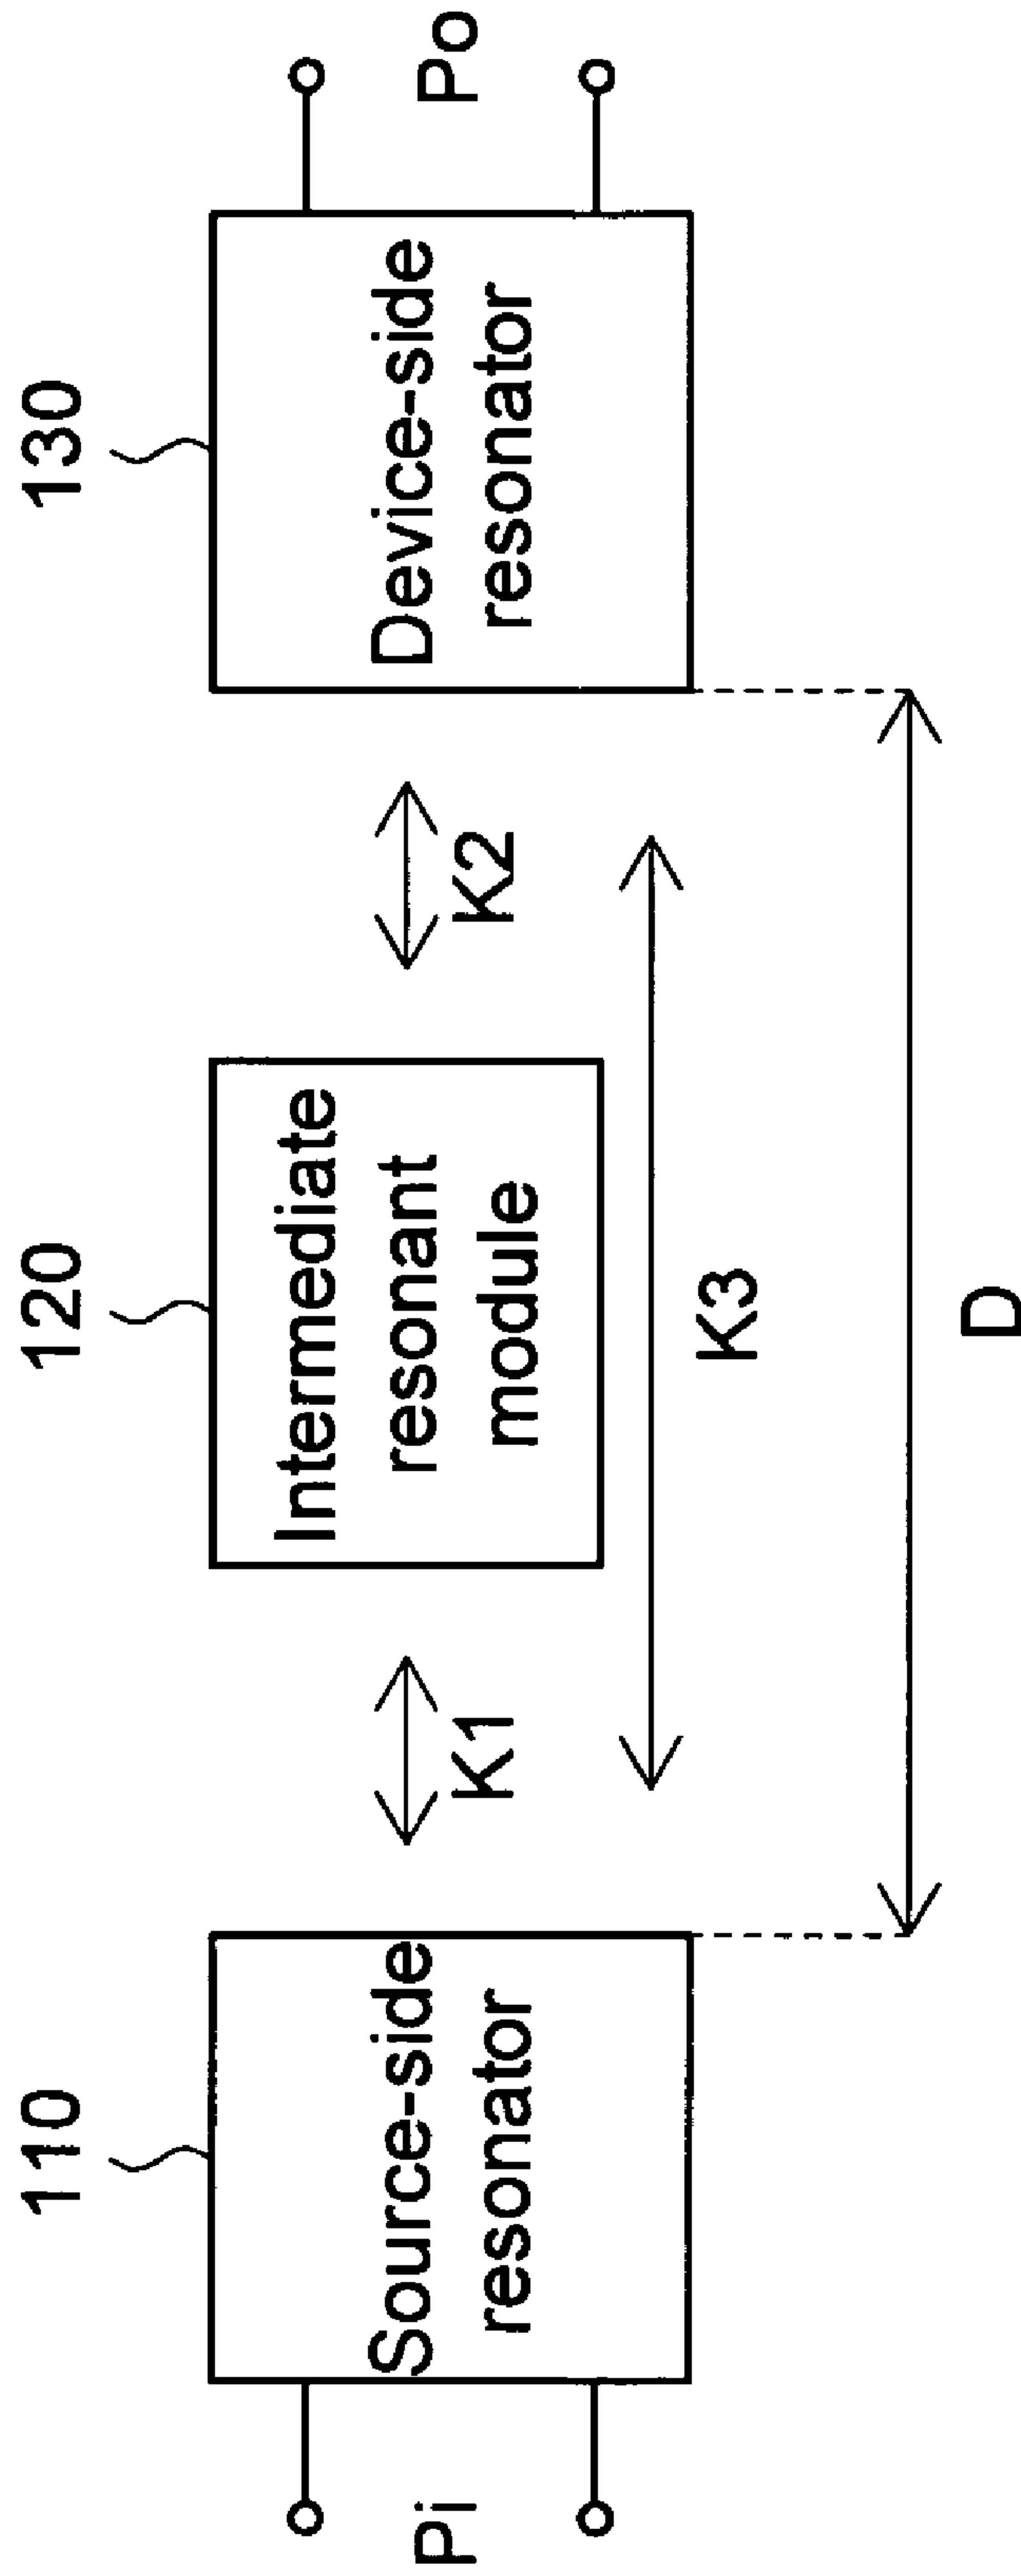 110
120
130
Pi
Source-side
resonator
K1
Intermediate
resonant
module
K2
Device-side
resonator
Po
K3
D